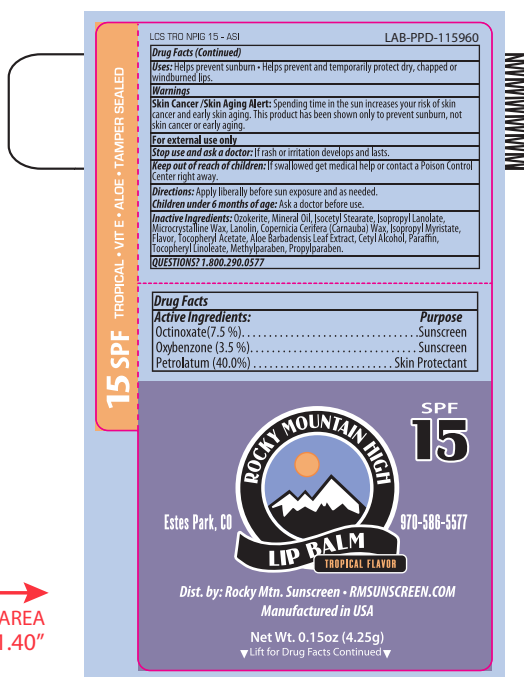 LCS TRO NPIG 15 - ASI
LAB-PPD-115960
Drug Facts (Continued)
Uses: Helps prevent sunburn • Helps prevent and temporarily protect dry, chapped or
windburned lips.
Warnings
Skin Cancer /Skin Aging Alert: Spending time in the sun increases your risk of skin
cancer and early skin aging. This product has been shown only to prevent sunburn, not
skin cancer or early aging.
For external use only
Stop use and ask a doctor: If rash or irritation develops and lasts.
Keep out of reach of children: If swallowed get medical help or contact a Poison Control
Center right away.
Directions: Apply liberally before sun exposure and as needed.
Children under 6 months of age: Ask a doctor before use.
Inactive Ingredients: Ozokerite, Mineral Oil, Isocetyl Stearate, Isopropyl Lanolate,
Microcrystalline Wax, Lanolin, Copernicia Cerifera (Carnauba) Wax, Isopropyl Myristate,
Flavor, Tocopheryl Acetate, Aloe Barbadensis Leaf Extract, Cetyl Alcohol, Paraffin,
Tocopheryl Linoleate, Methylparaben, Propylparaben.
QUESTIONS? 1.800.290.0577
15 SPF TROPICAL • VIT E • ALOE • TAMPER SEALED
Drug Facts
Active Ingredients: Purpose
Octinoxate(7.5 %)..................................Sunscreen
Oxybenzone (3.5 %)................................Sunscreen
Petrolatum (40.0%) ..........................Skin Protectant
SPF
15
ROCKY MOUNTAIN HIGH
Estes Park, CO
970-586-5577
LIP BALM
TROPICAL FLAVOR
Dist. by: Rocky Mtn. Sunscreen • RMSUNSCREEN.COM
Manufactured in USA
Net Wt. 0.15oz (4.25g)
▼Lift for Drug Facts Continued▼
AREA
1.40"